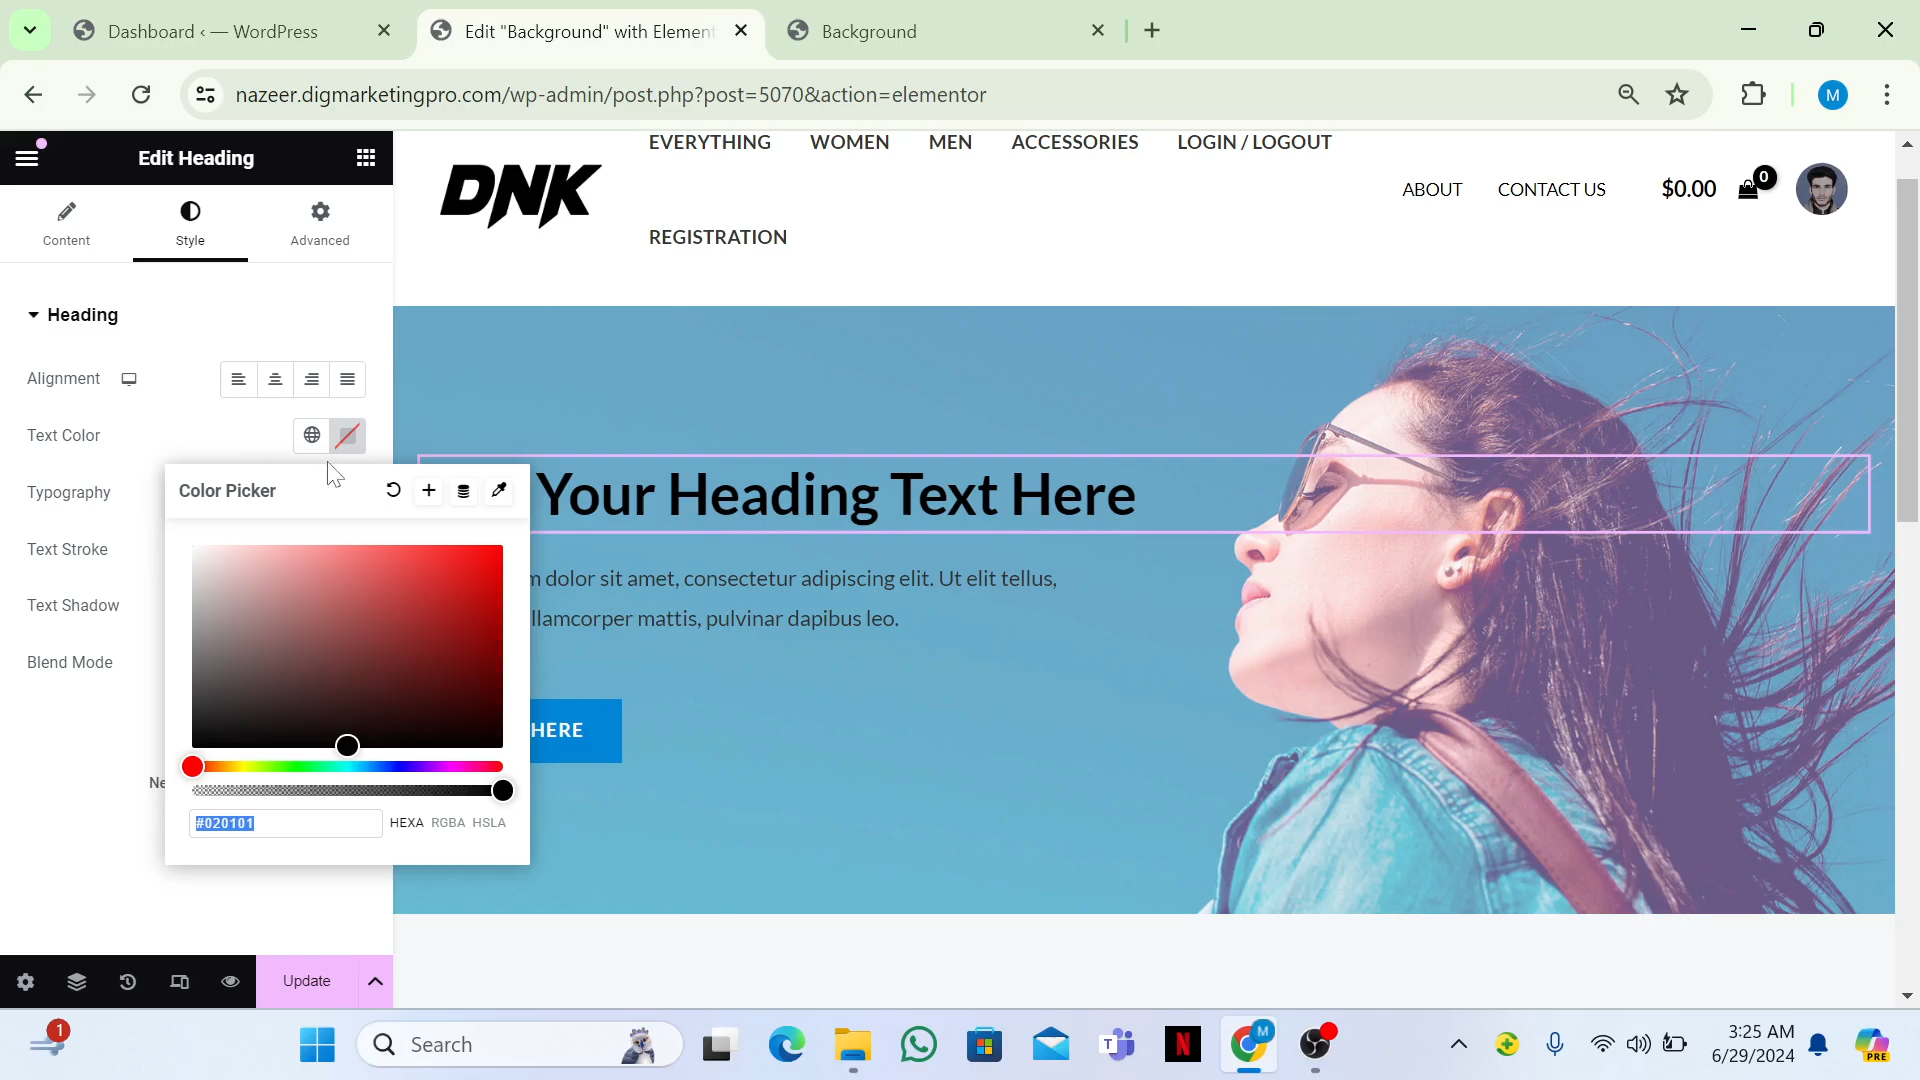 Dashboard ‹ — WordPress
Edit "Background" with Element
Background
nazeer.digmarketingpro.com/wp-admin/post.php?post=5070&action=elementor
M
Edit Heading
Content
Style
Advanced
Heading
Alignment
Text Color
Typography
Text Stroke
Text Shadow
Blend Mode
Ne
Color Picker
#020101
HEXA RGBA HSLA
Update
DNK
EVERYTHING WOMEN MEN ACCESSORIES LOGIN / LOGOUT
REGISTRATION
ABOUT CONTACT US $0.00 0
Your Heading Text Here
m dolor sit amet, consectetur adipiscing elit. Ut elit tellus,
llamcorper mattis, pulvinar dapibus leo.
HERE
1
Search
T
N
M
3:25 AM
6/29/2024
PRE